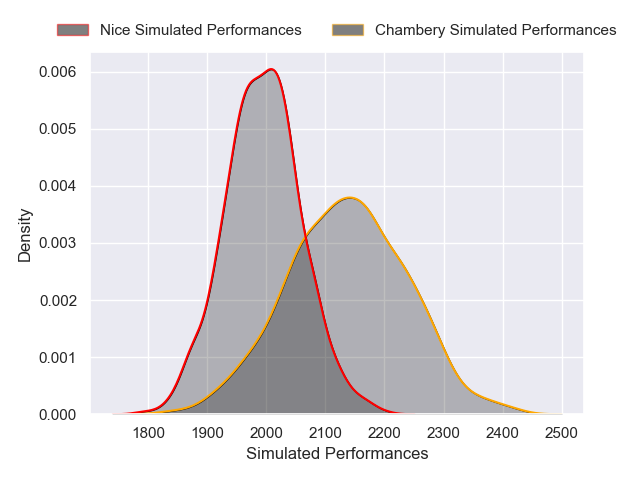 Nice Simulated Performances Chambery Simulated Performances
0.006
0.005
0.004
0.003
0.002
0.001
0.000
Density
1800 1900 2000 2100 2200 2300 2400 2500
Simulated Performances